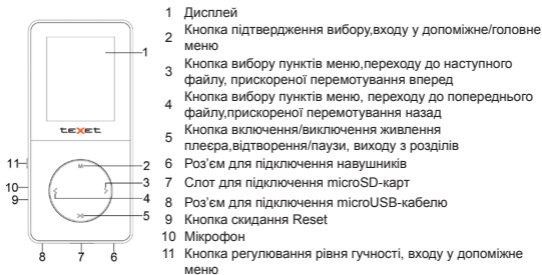 1 Дисплей
2 Кнопка підтвердження вибору,входу у допоміжне/головне
меню
3 Кнопка вибору пунктів меню,переходу до наступного
файлу, прискореної перемотування вперед
4 Кнопка вибору пунктів меню, переходу до попереднього
файлу,прискореної перемотування назад
5 Кнопка включення/виключення живлення
плеєра,відтворення/паузи, виходу з розділів
6 Роз’єм для підключення навушників
7 Слот для підключення microSD-карт
8 Роз’єм для підключення microUSB-кабелю
9 Кнопка скидання Reset
10 Мікрофон
11 Кнопка регулювання рівня гучності, входу у допоміжне
меню
1
teXet
M
11
2
10
3
9
4
5
8 7 6